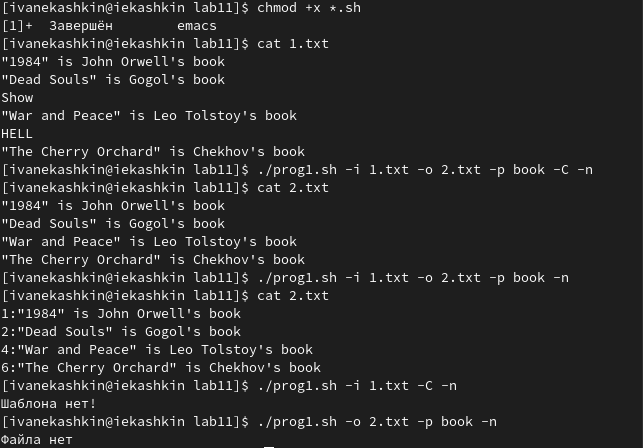 [ivanekashkin@iekashkin lab11]$ chmod +x *.sh
[1]+  Завершён        emacs
[ivanekashkin@iekashkin lab11]$ cat 1.txt
"1984" is John Orwell's book
"Dead Souls" is Gogol's book
Show
"War and Peace" is Leo Tolstoy's book
HELL
"The Cherry Orchard" is Chekhov's book
[ivanekashkin@iekashkin lab11]$ ./prog1.sh -i 1.txt -o 2.txt -p book -C -n
[ivanekashkin@iekashkin lab11]$ cat 2.txt
"1984" is John Orwell's book
"Dead Souls" is Gogol's book
"War and Peace" is Leo Tolstoy's book
"The Cherry Orchard" is Chekhov's book
[ivanekashkin@iekashkin lab11]$ ./prog1.sh -i 1.txt -o 2.txt -p book -n
[ivanekashkin@iekashkin lab11]$ cat 2.txt
1:"1984" is John Orwell's book
2:"Dead Souls" is Gogol's book
4:"War and Peace" is Leo Tolstoy's book
6:"The Cherry Orchard" is Chekhov's book
[ivanekashkin@iekashkin lab11]$ ./prog1.sh -i 1.txt -C -n
Шаблона нет!
[ivanekashkin@iekashkin lab11]$ ./prog1.sh -o 2.txt -p book -n
Файла нет